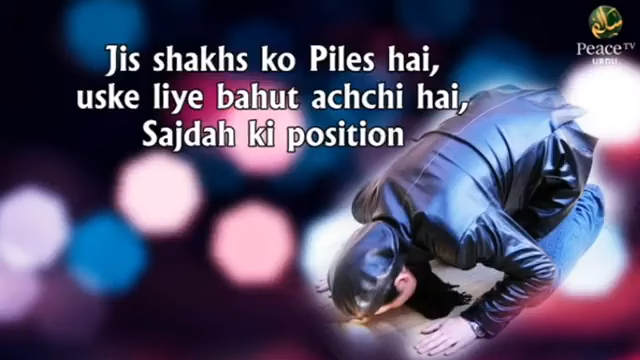 Jis shakhs ko Piles hai,
uske liye bahut achchi hai,
Sajdah ki position
Peace TV
URDU